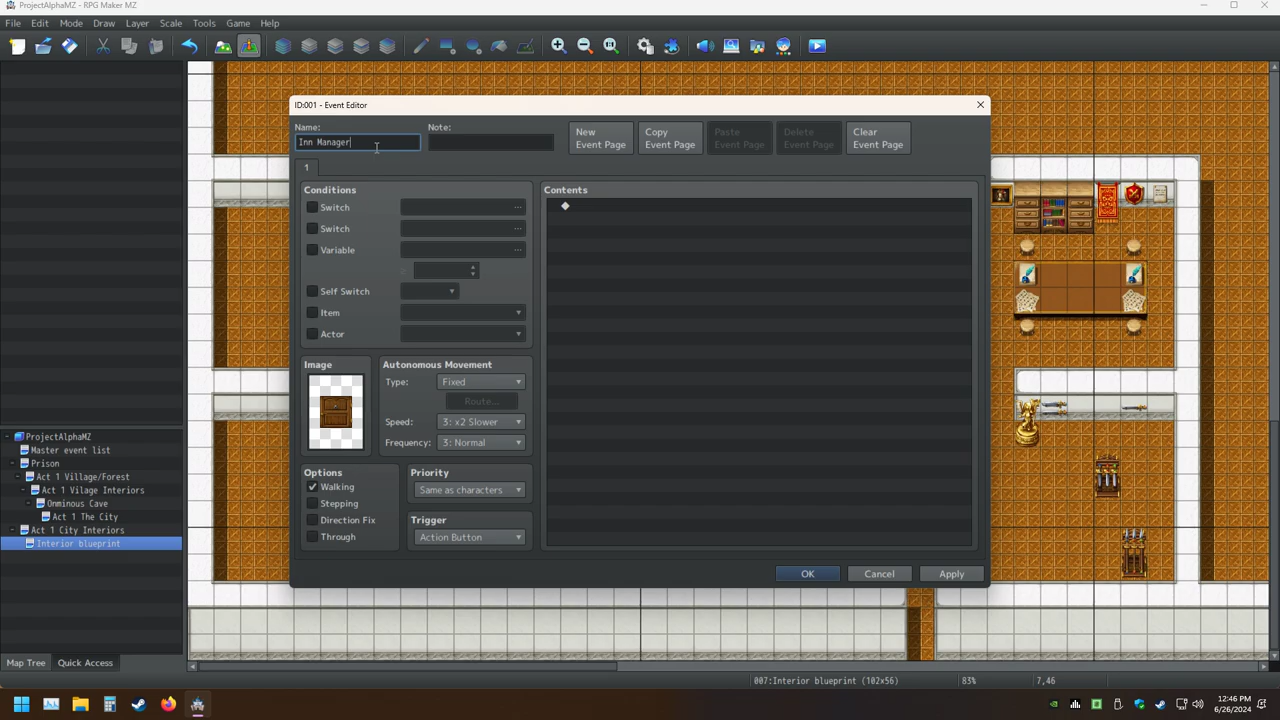 ProjectAlphaMZ - RPG Maker MZ
File Edit Mode Draw Layer Scale Tools Game Help
ID:001 - Event Editor
Name: Note:
Inn Manager
New Event Page
Copy Event Page
Paste Event Page
Delete Event Page
Clear Event Page
1
Conditions
Switch
Switch
Variable
Self Switch
Item
Actor
Image
Autonomous Movement
Type: Fixed
Route...
Speed: 3: x2 Slower
Frequency: 3: Normal
Options
Walking
Stepping
Direction Fix
Through
Priority
Same as characters
Trigger
Action Button
Contents
OK Cancel Apply
ProjectAlphaMZ
Master event list
Prison
Act 1 Village/Forest
Act 1 Vilage Interiors
Onminous Cave
Act 1 The City
Act 1 City Interiors
Interior blueprint
Map Tree Quick Access
007:Interior blueprint (102x56) 83% 7,46
12:46 PM
6/26/2024